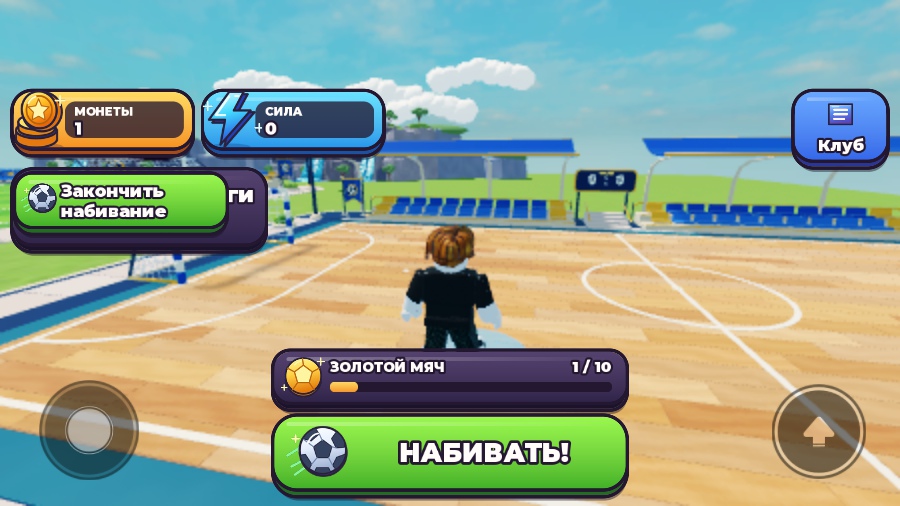 МОНЕТЫ
1
СИЛА
+0
Клуб
Закончить
набивание
ГИ
ЗОЛОТОЙ МЯЧ
1 / 10
НАБИВАТЬ!